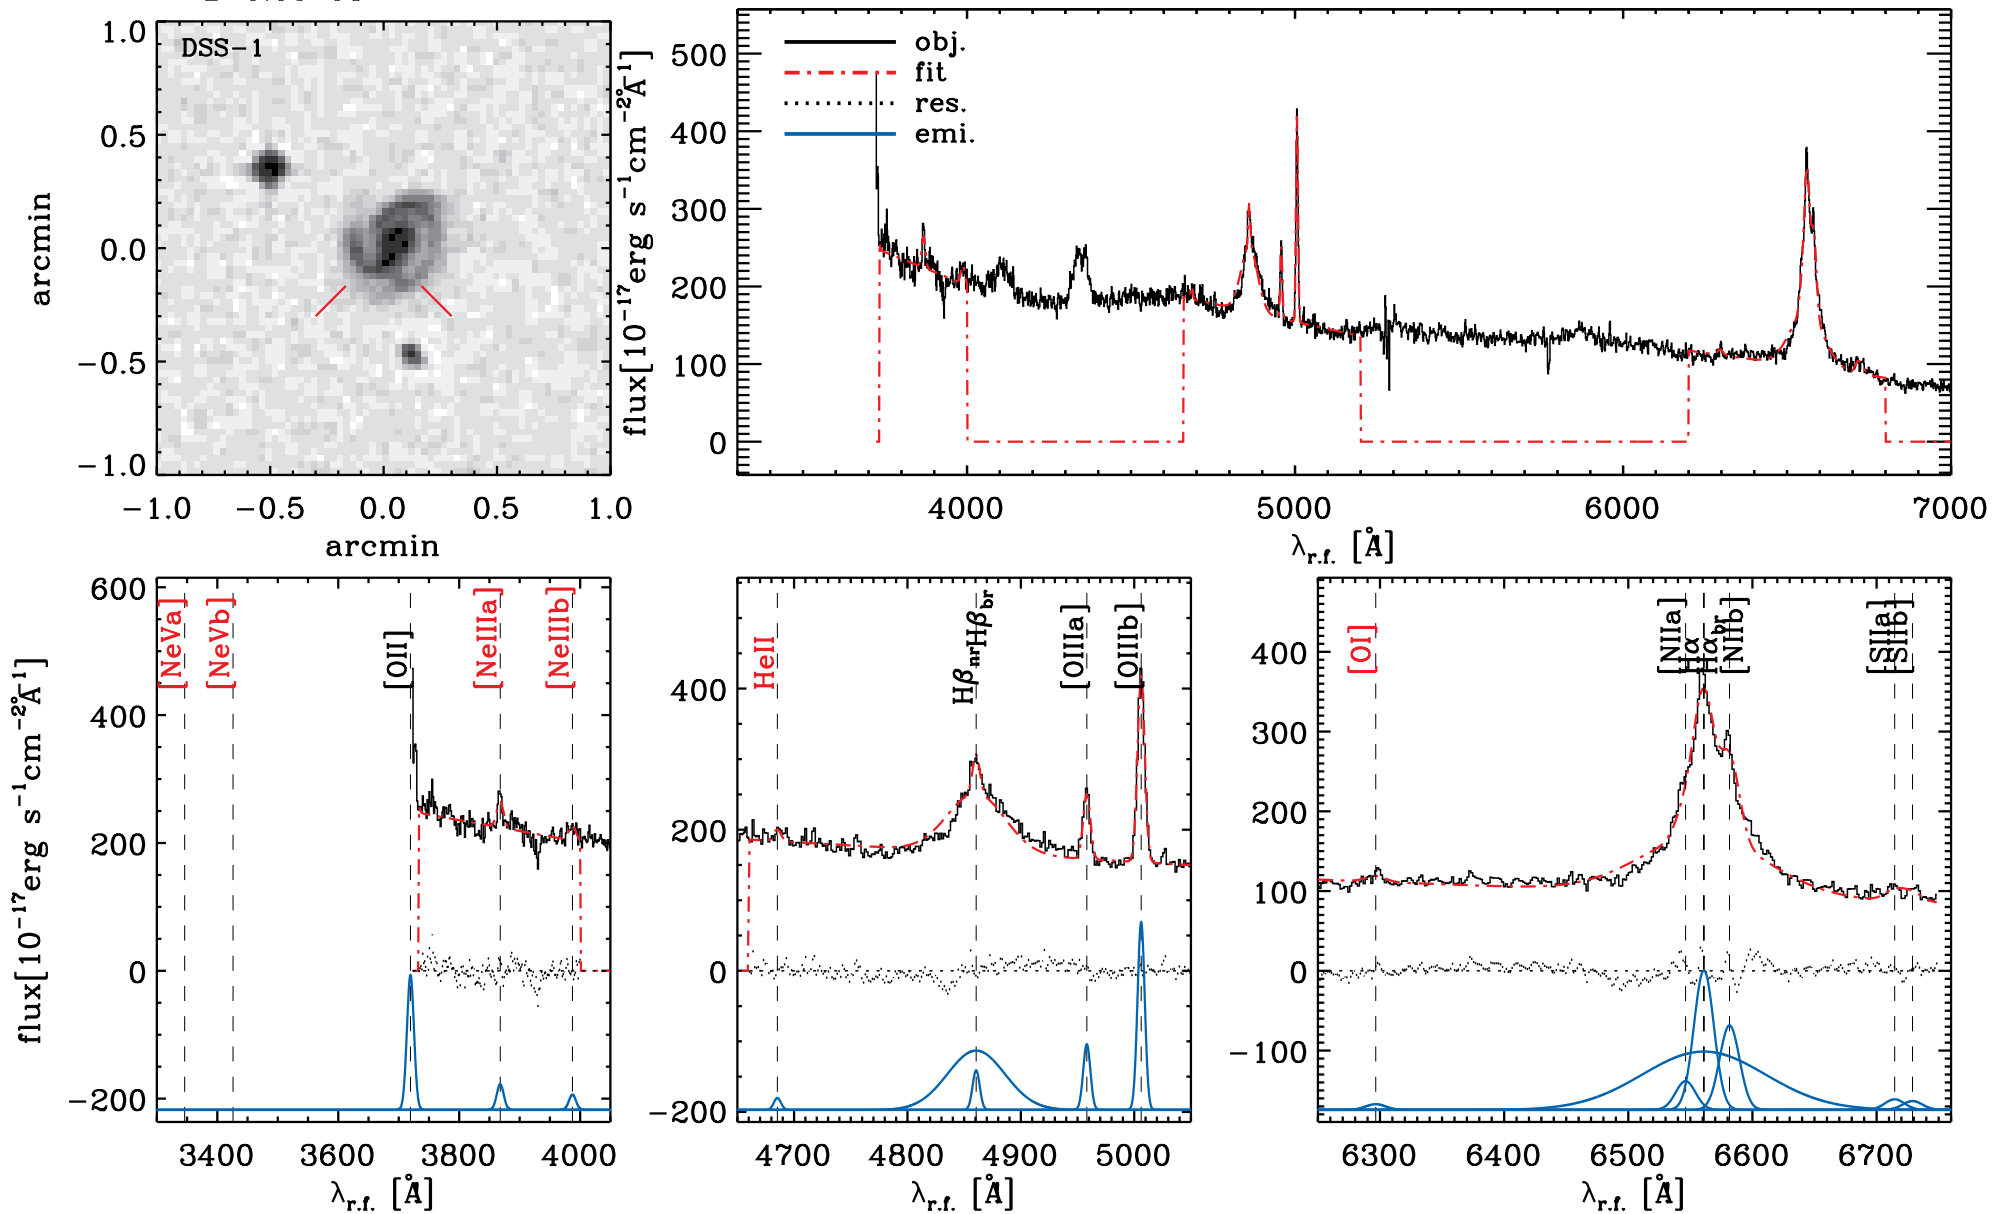 DSS-1
1.0
0.5
0.0
-0.5
-1.0
arcmin
-1.0 -0.5 0.0 0.5 1.0
arcmin
obj.
fit
res.
emi.
500
400
300
200
100
0
flux[10⁻¹⁷erg s⁻¹cm⁻²Å⁻¹]
4000 5000 6000 7000
λr.f. [Å]
600
400
200
0
-200
flux[10⁻¹⁷erg s⁻¹cm⁻²Å⁻¹]
[NeVa] [NeVb] [OII] [NeIIIa] [NeIIIb]
3400 3600 3800 4000
λr.f. [Å]
400
200
0
-200
HeII Hβnr Hβbr [OIIIa] [OIIIb]
4700 4800 4900 5000
λr.f. [Å]
400
300
200
100
0
-100
[OI] [NIIa] Hα Hαbr [NIIb] [SIIa] SIIb]
6300 6400 6500 6600 6700
λr.f. [Å]